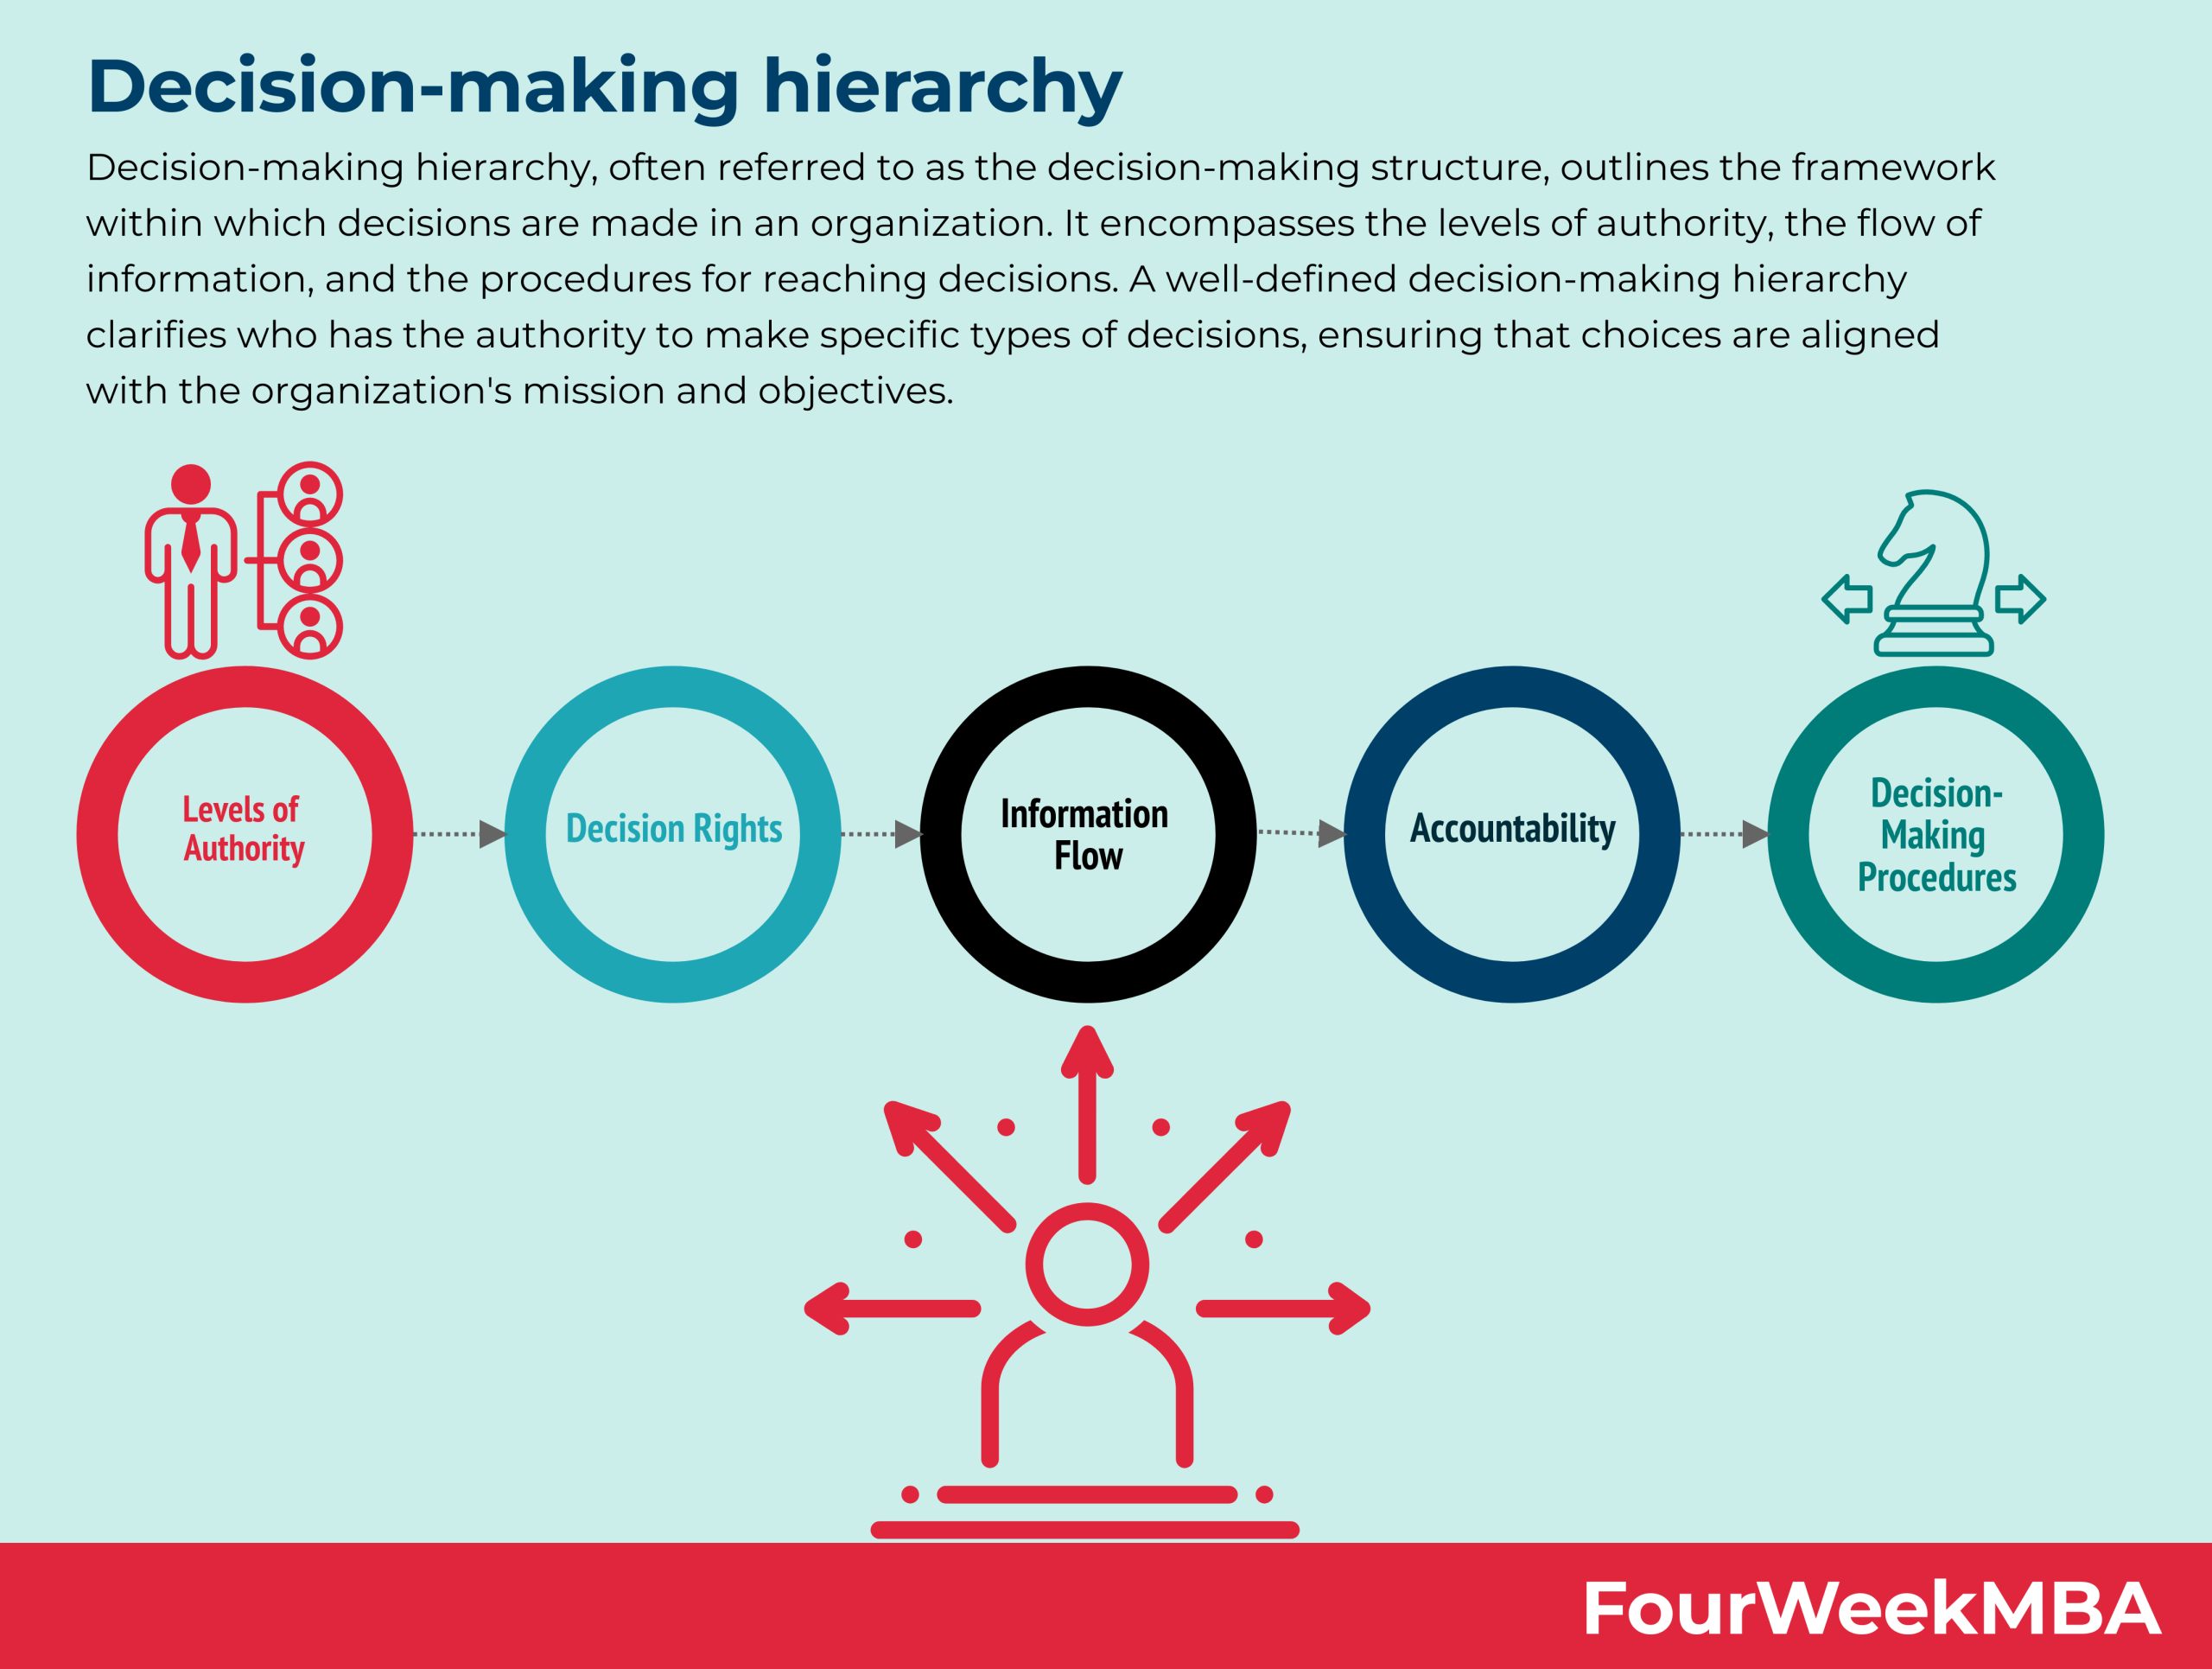 Decision-making hierarchy
Decision-making hierarchy, often referred to as the decision-making structure, outlines the framework
within which decisions are made in an organization. It encompasses the levels of authority, the flow of
information, and the procedures for reaching decisions. A well-defined decision-making hierarchy
clarifies who has the authority to make specific types of decisions, ensuring that choices are aligned
with the organization's mission and objectives.
Levels of
Authority
Decision Rights
Information
Flow
Accountability
Decision-
Making
Procedures
FourWeekMBA